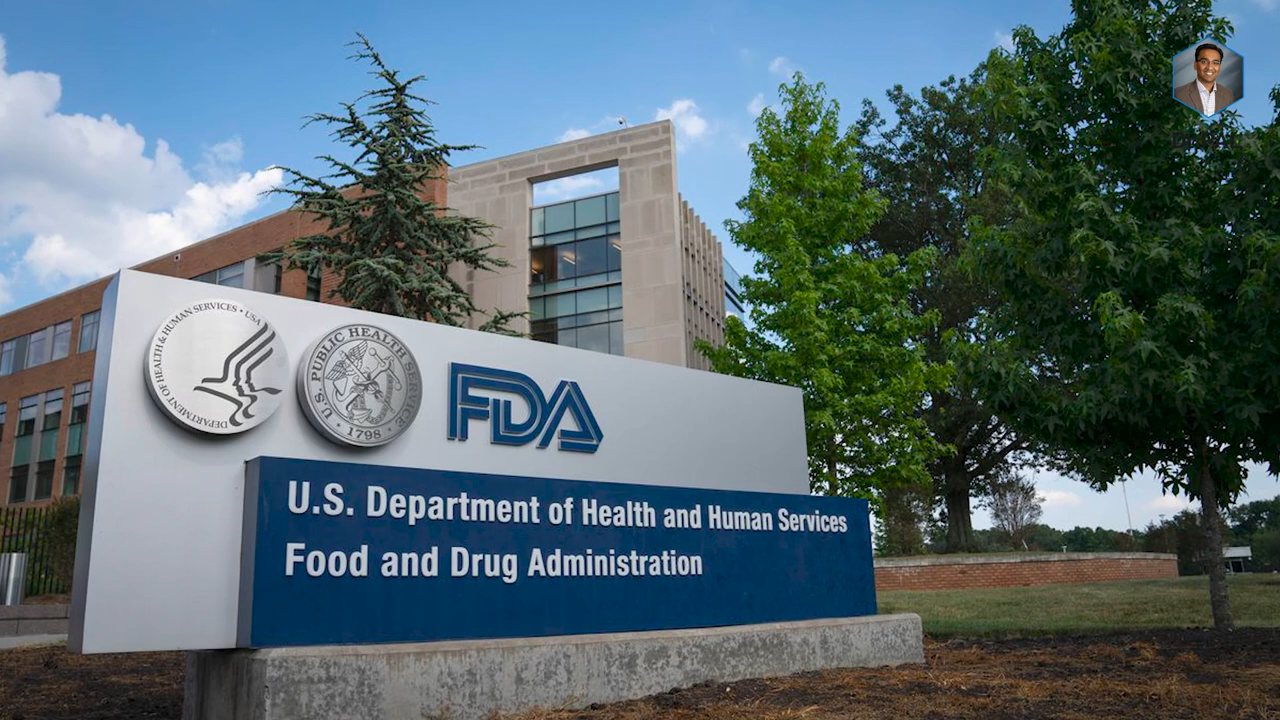 DEPARTMENT OF HEALTH & HUMAN SERVICES • USA
U.S. PUBLIC HEALTH SERVICE
1798
FDA
U.S. Department of Health and Human Services
Food and Drug Administration